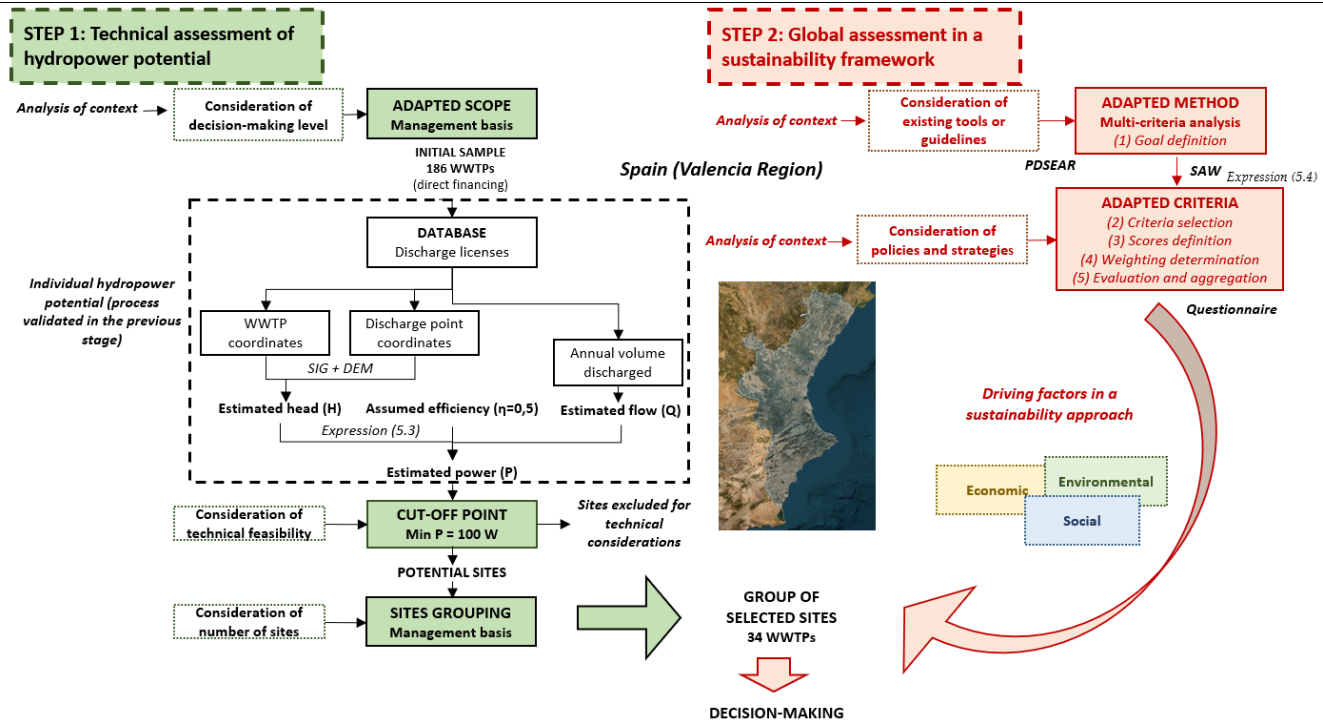 STEP 1: Technical assessment of
hydropower potential
Analysis of context
Consideration of
decision-making level
ADAPTED SCOPE
Management basis
INITIAL SAMPLE
186 WWTPs
(direct financing)
DATABASE
Discharge licenses
Individual hydropower
potential (process
validated in the previous
stage)
WWTP
coordinates
Discharge point
coordinates
Annual volume
discharged
SIG + DEM
Estimated head (H)
Assumed efficiency (η=0,5)
Estimated flow (Q)
Expression (5.3)
Estimated power (P)
Consideration of
technical feasibility
CUT-OFF POINT
Min P = 100 W
Sites excluded for
technical
considerations
POTENTIAL SITES
Consideration of
number of sites
SITES GROUPING
Management basis
Spain (Valencia Region)
STEP 2: Global assessment in a
sustainability framework
Analysis of context
Consideration of
existing tools or
guidelines
ADAPTED METHOD
Multi-criteria analysis
(1) Goal definition
PDSEAR
SAW
Expression (5.4)
Analysis of context
Consideration of
policies and strategies
ADAPTED CRITERIA
(2) Criteria selection
(3) Scores definition
(4) Weighting determination
(5) Evaluation and aggregation
Questionnaire
Driving factors in a
sustainability approach
Economic
Environmental
Social
GROUP OF
SELECTED SITES
34 WWTPs
DECISION-MAKING